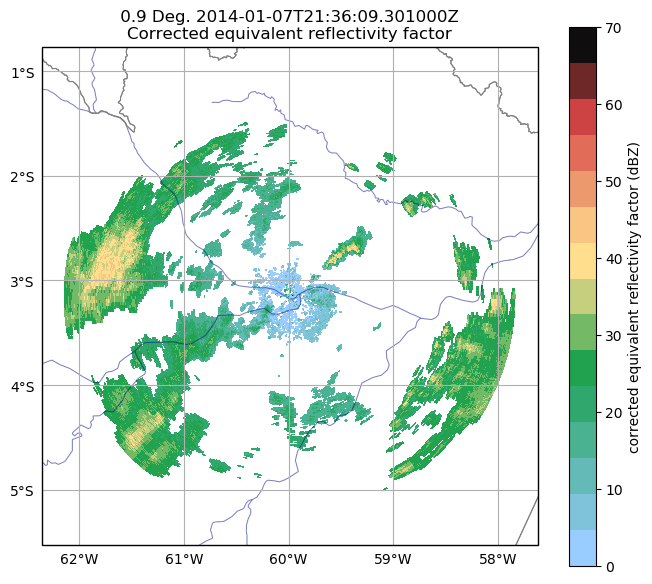 0.9 Deg. 2014-01-07T21:36:09.301000Z
Corrected equivalent reflectivity factor
1°S
2°S
3°S
4°S
5°S
62°W
61°W
60°W
59°W
58°W
70
60
50
40
30
20
10
0
corrected equivalent reflectivity factor (dBZ)